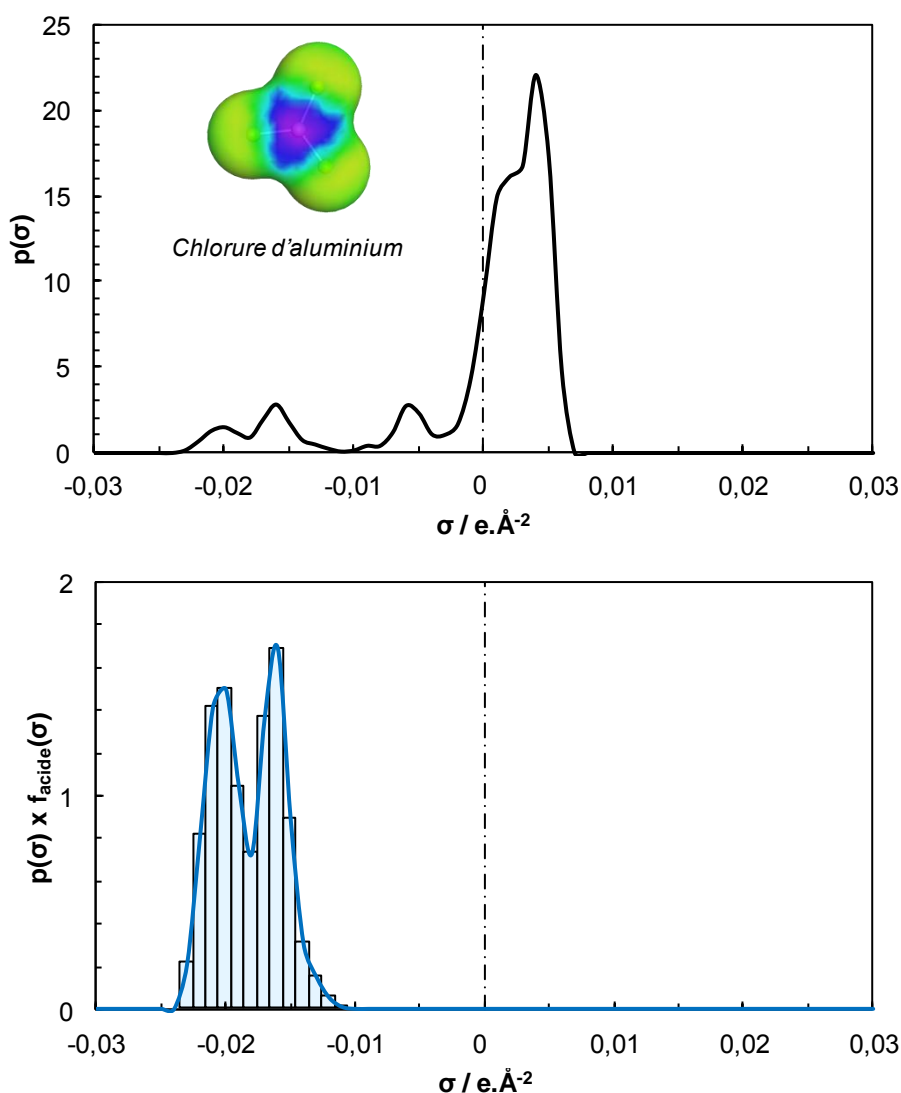 25
20
15
10
5
0
p(σ)
Chlorure d'aluminium
-0,03 -0,02 -0,01 0 0,01 0,02 0,03
σ / e.Å⁻²
2
1
0
p(σ) x f_acide(σ)
-0,03 -0,02 -0,01 0 0,01 0,02 0,03
σ / e.Å⁻²